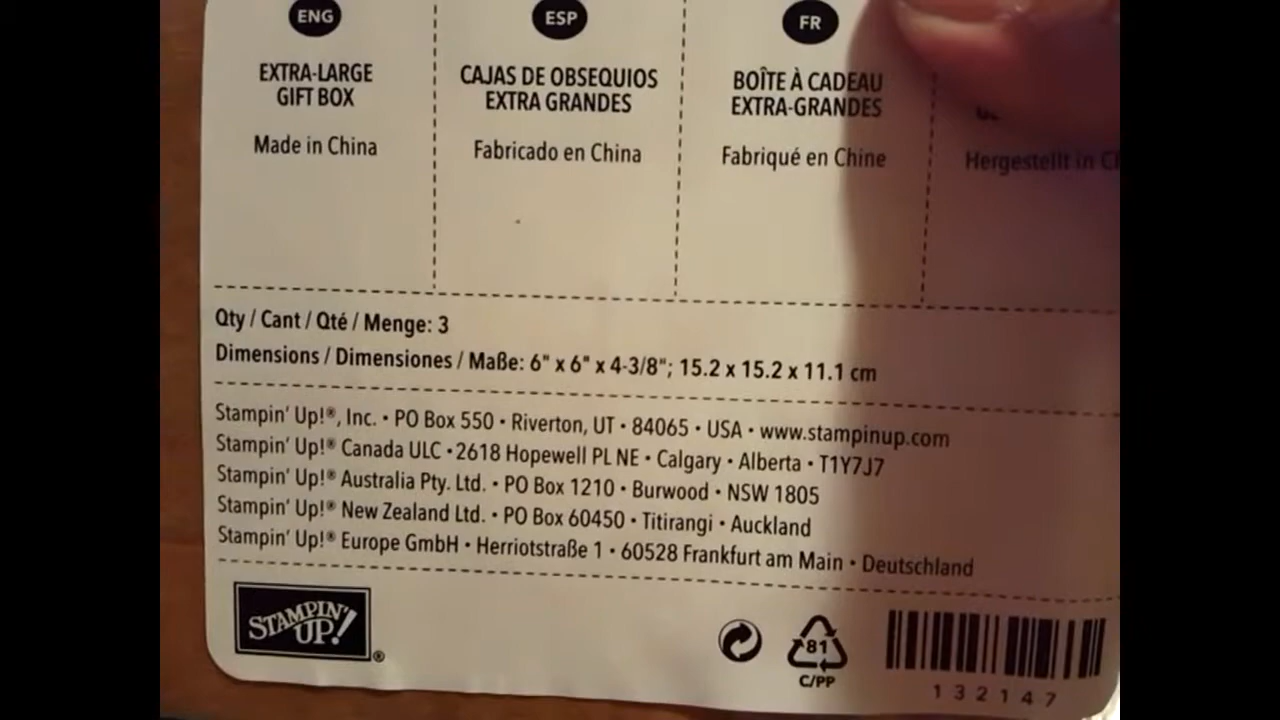 ENG ESP FR
EXTRA-LARGE
GIFT BOX
Made in China
CAJAS DE OBSEQUIOS
EXTRA GRANDES
Fabricado en China
BOÎTE À CADEAU
EXTRA-GRANDES
Fabriqué en Chine
Hergestellt in
Qty / Cant / Qté / Menge: 3
Dimensions / Dimensiones / Maße: 6" x 6" x 4-3/8"; 15.2 x 15.2 x 11.1 cm
Stampin' Up!®, Inc. • PO Box 550 • Riverton, UT • 84065 • USA • www.stampinup.com
Stampin' Up!® Canada ULC • 2618 Hopewell PL NE • Calgary • Alberta • T1Y7J7
Stampin' Up!® Australia Pty. Ltd. • PO Box 1210 • Burwood • NSW 1805
Stampin' Up!® New Zealand Ltd. • PO Box 60450 • Titirangi • Auckland
Stampin' Up!® Europe GmbH • Herriotstraße 1 • 60528 Frankfurt am Main • Deutschland
STAMPIN'
UP!®
81
C/PP
132147